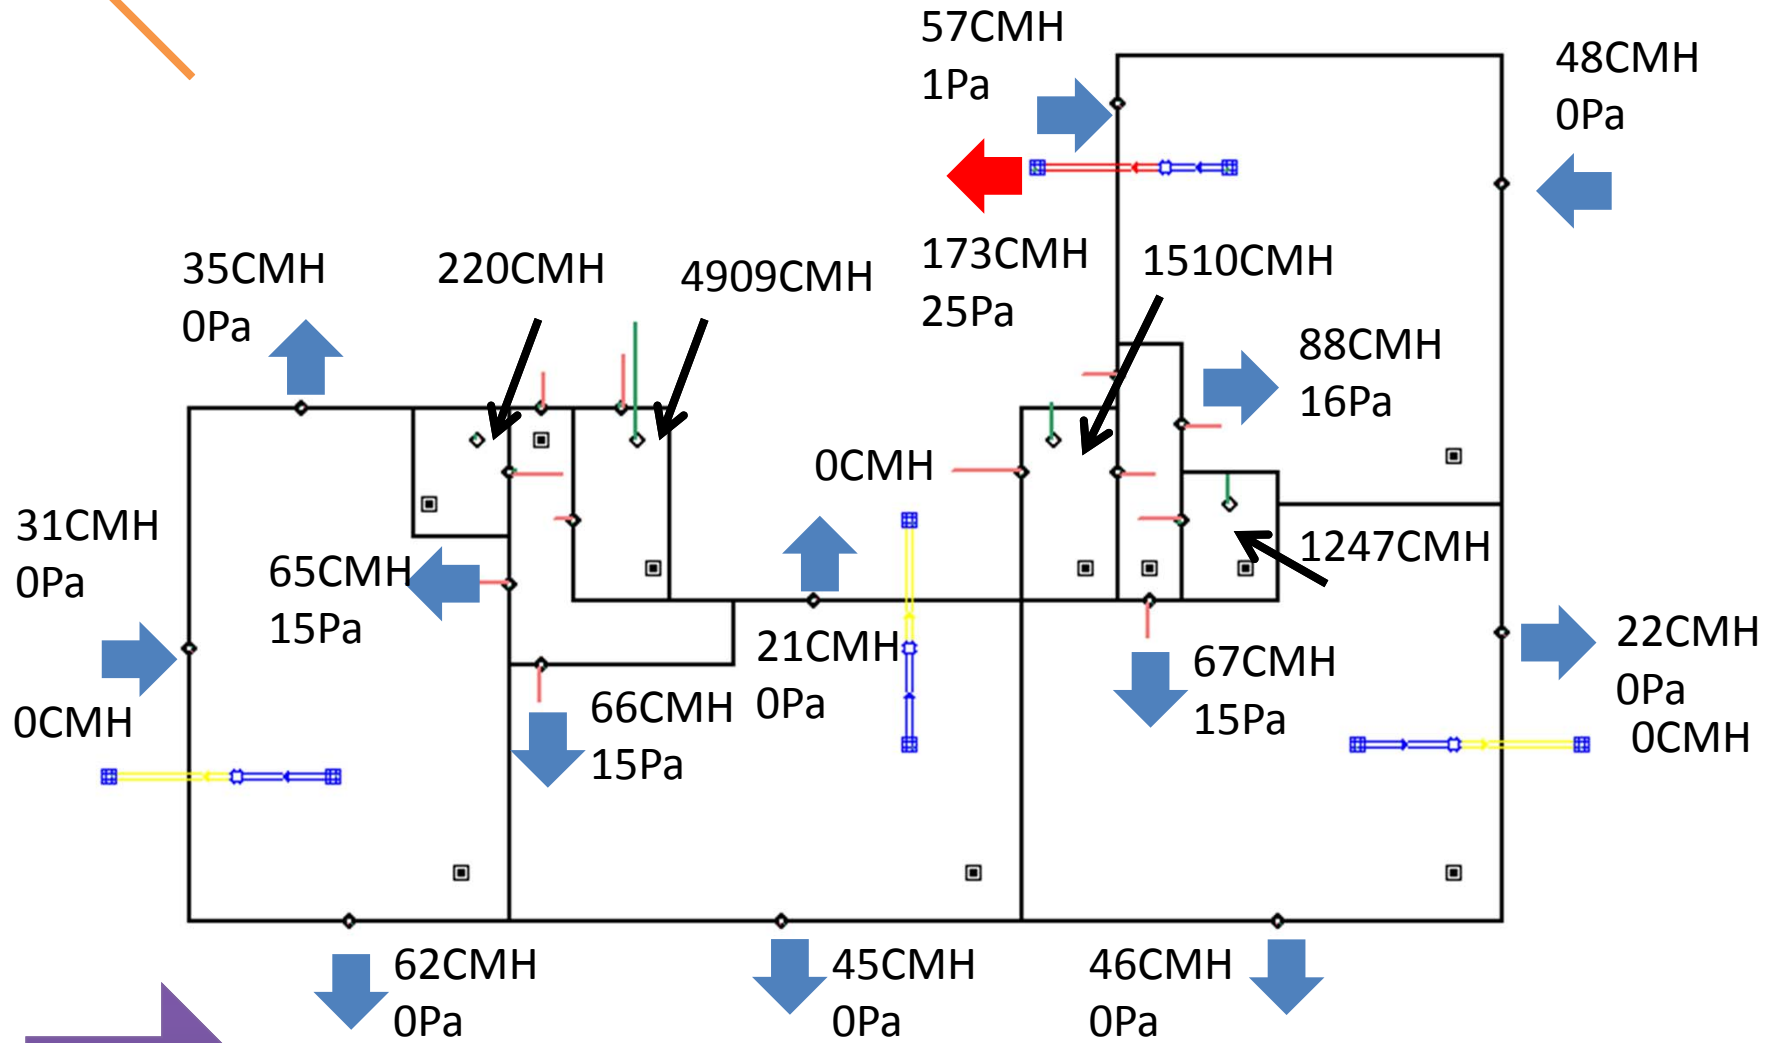 57CMH
1Pa
48CMH
0Pa
173CMH
25Pa
1510CMH
35CMH
0Pa
220CMH
4909CMH
88CMH
16Pa
0CMH
31CMH
0Pa
65CMH
15Pa
1247CMH
21CMH
0Pa
67CMH
15Pa
22CMH
0Pa
66CMH
15Pa
0CMH
0CMH
62CMH
0Pa
45CMH
0Pa
46CMH
0Pa